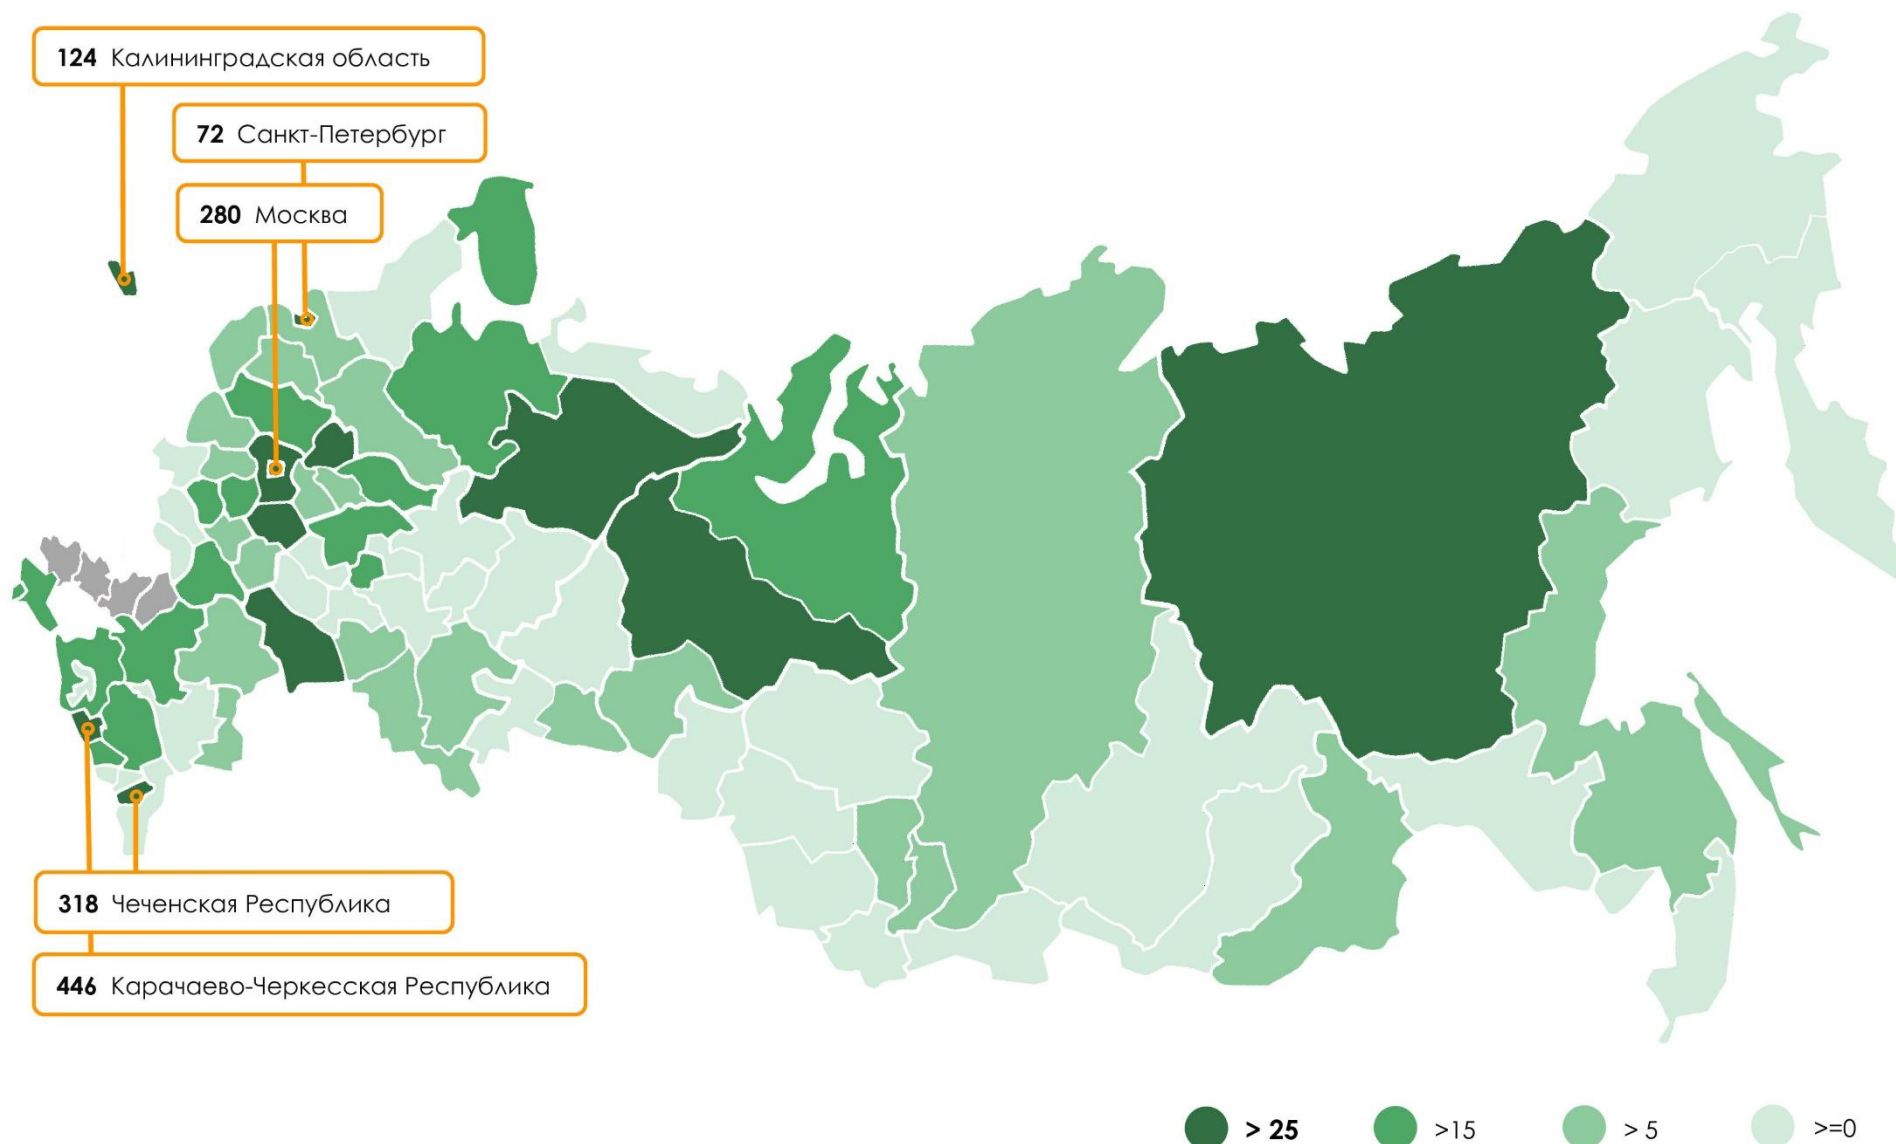 124 Калининградская область
72 Санкт-Петербург
280 Москва
318 Чеченская Республика
446 Карачаево-Черкесская Республика
> 25 >15 > 5 >=0